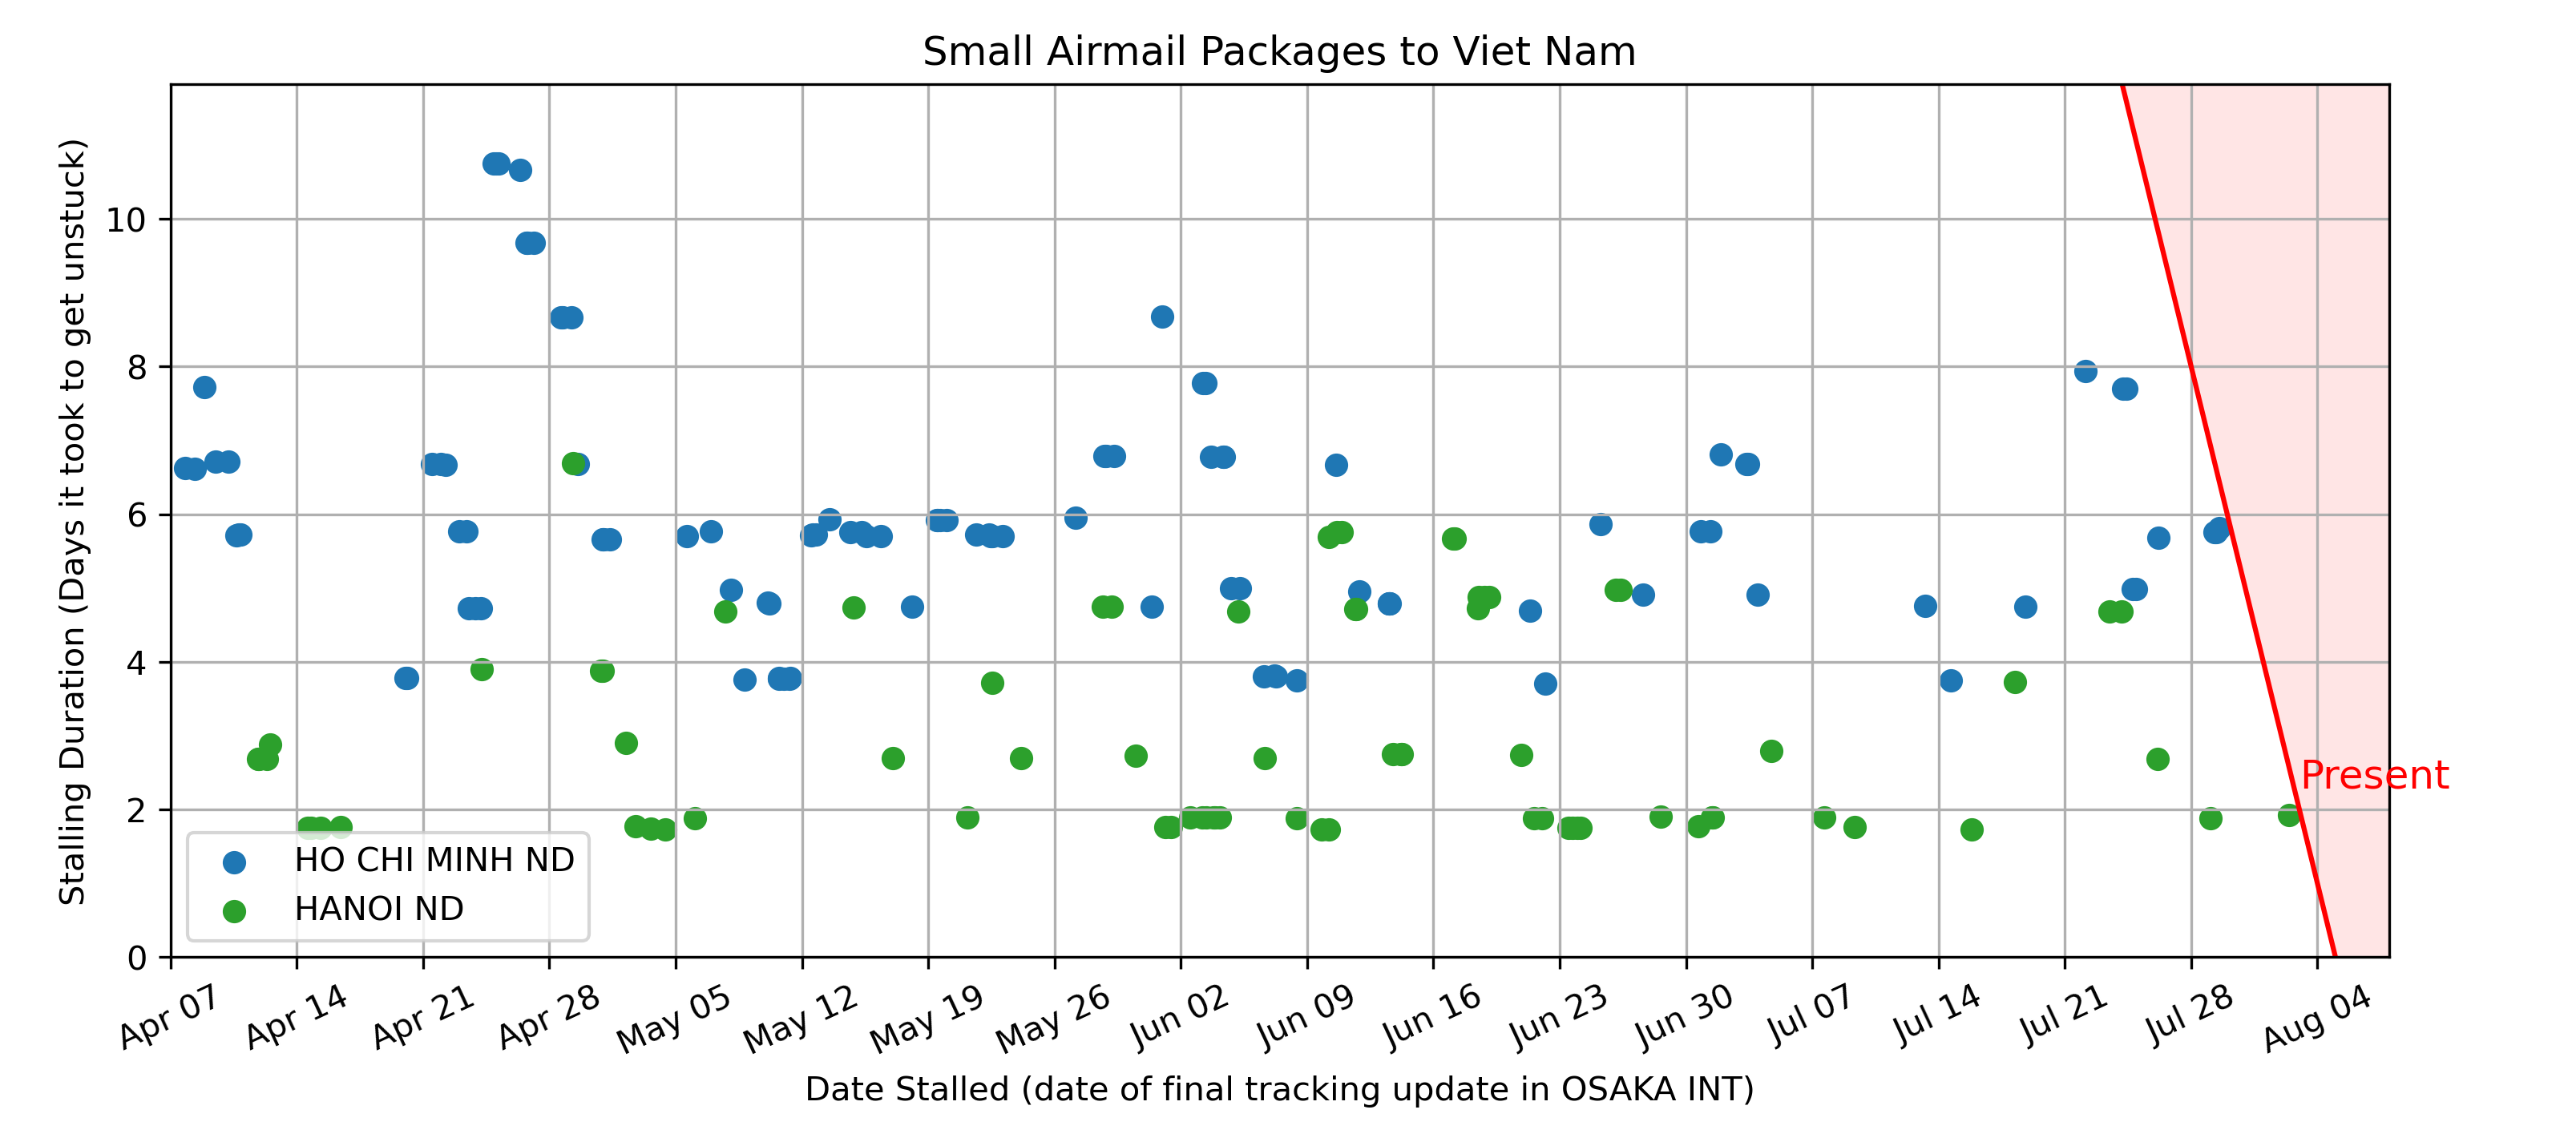 Small Airmail Packages to Viet Nam
Stalling Duration (Days it took to get unstuck)
10
8
6
4
2
0
Present
HO CHI MINH ND
HANOI ND
Apr 07
Apr 14
Apr 21
Apr 28
May 05
May 12
May 19
May 26
Jun 02
Jun 09
Jun 16
Jun 23
Jun 30
Jul 07
Jul 14
Jul 21
Jul 28
Aug 04
Date Stalled (date of final tracking update in OSAKA INT)